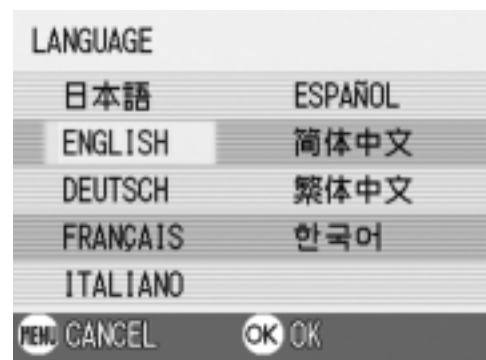 LANGUAGE
日本語 ESPAÑOL
ENGLISH 简体中文
DEUTSCH 繁体中文
FRANÇAIS 한국어
ITALIANO
MENU CANCEL OK OK